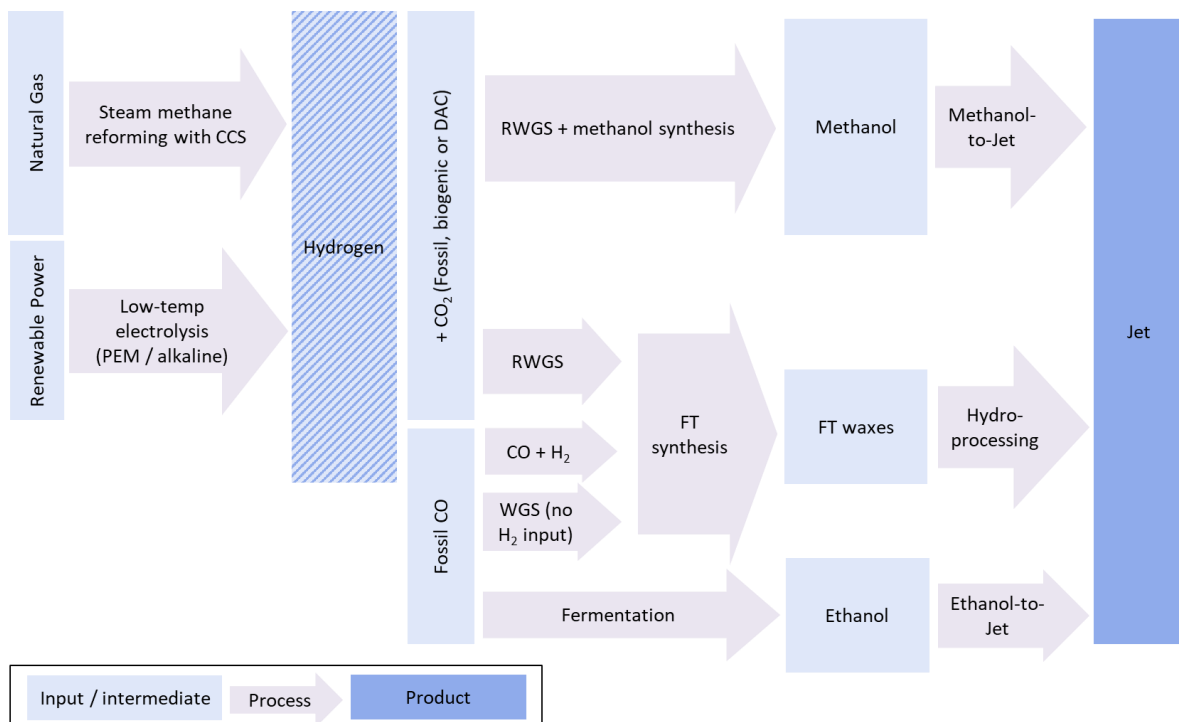 Natural Gas
Steam methane
reforming with CCS
Renewable Power
Low-temp
electrolysis
(PEM / alkaline)
Hydrogen
+ CO₂ (Fossil, biogenic or DAC)
Fossil CO
RWGS + methanol synthesis
RWGS
CO + H₂
WGS (no
H₂ input)
Fermentation
FT
synthesis
Methanol
FT waxes
Ethanol
Methanol-
to-Jet
Hydro-
processing
Ethanol-to-
Jet
Jet
Input / intermediate
Process
Product